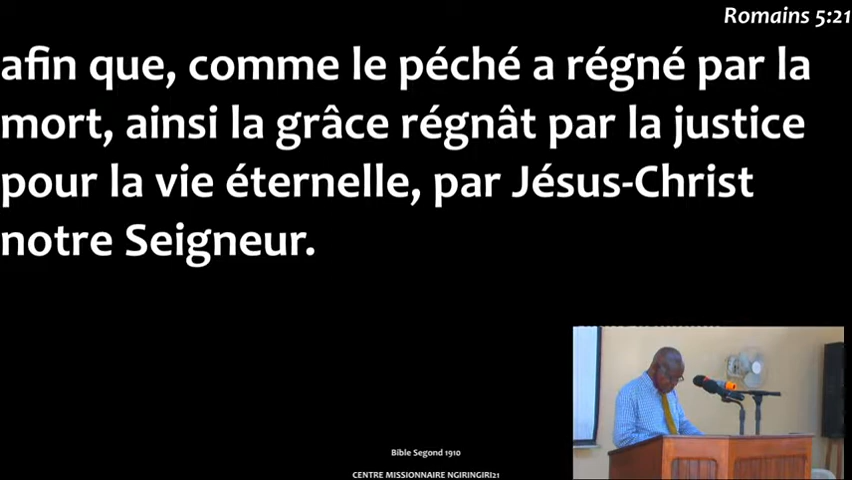 Romains 5:21
afin que, comme le péché a régné par la
mort, ainsi la grâce régnât par la justice
pour la vie éternelle, par Jésus-Christ
notre Seigneur.
Bible Segond 1910
CENTRE MISSIONNAIRE NGIRINGIRI21